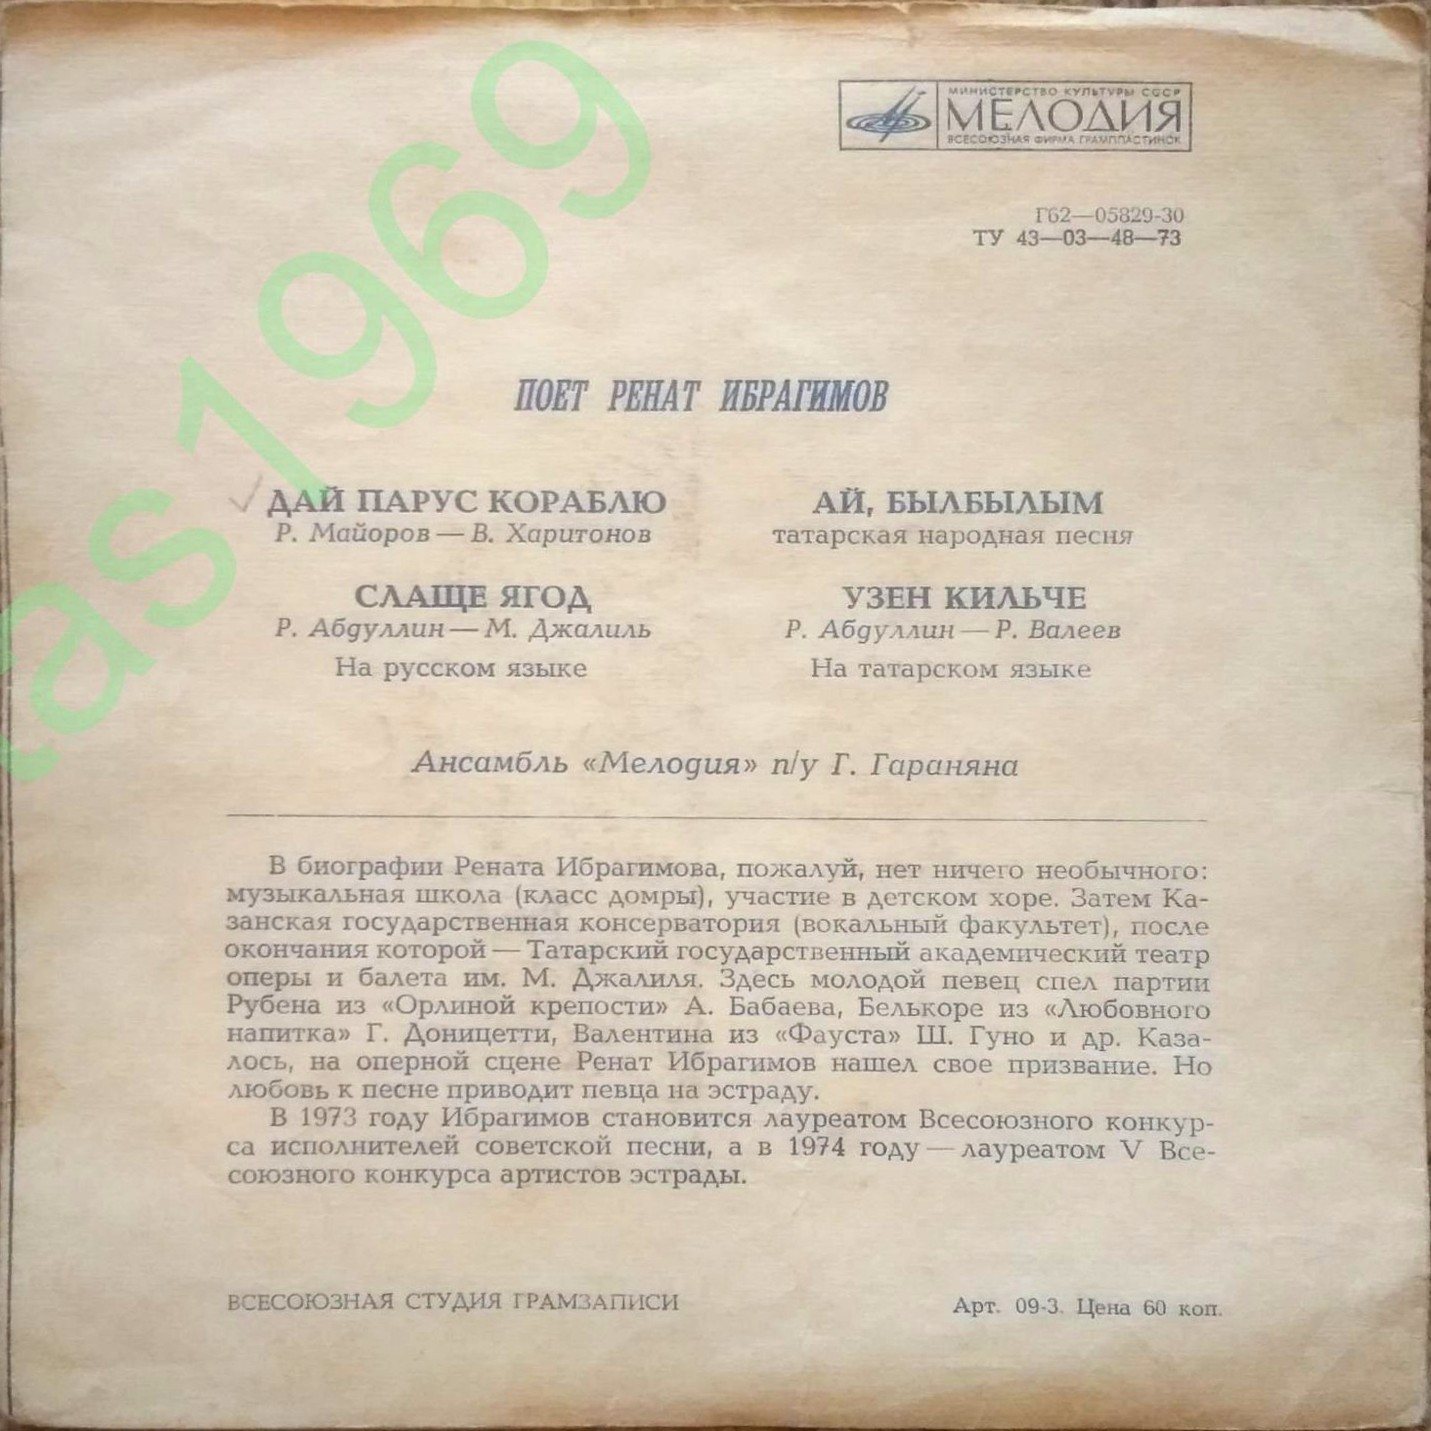 МИНИСТЕРСТВО КУЛЬТУРЫ СССР
МЕЛОДИЯ
ВСЕСОЮЗНАЯ ФИРМА ГРАМПЛАСТИНОК
Г62—05829-30
ТУ 43—03—48—73
ПОЕТ РЕНАТ ИБРАГИМОВ
ДАЙ ПАРУС КОРАБЛЮ
Р. Майоров — В. Харитонов
СЛАЩЕ ЯГОД
Р. Абдуллин — М. Джалиль
На русском языке
АЙ, БЫЛБЫЛЫМ
татарская народная песня
УЗЕН КИЛЬЧЕ
Р. Абдуллин — Р. Валеев
На татарском языке
Ансамбль «Мелодия» п/у Г. Гараняна
В биографии Рената Ибрагимова, пожалуй, нет ничего необычного:
музыкальная школа (класс домры), участие в детском хоре. Затем Ка-
занская государственная консерватория (вокальный факультет), после
окончания которой — Татарский государственный академический театр
оперы и балета им. М. Джалиля. Здесь молодой певец спел партии
Рубена из «Орлиной крепости» А. Бабаева, Белькоре из «Любовного
напитка» Г. Доницетти, Валентина из «Фауста» Ш. Гуно и др. Каза-
лось, на оперной сцене Ренат Ибрагимов нашел свое призвание. Но
любовь к песне приводит певца на эстраду.
В 1973 году Ибрагимов становится лауреатом Всесоюзного конкур-
са исполнителей советской песни, а в 1974 году — лауреатом V Все-
союзного конкурса артистов эстрады.
ВСЕСОЮЗНАЯ СТУДИЯ ГРАМЗАПИСИ
Арт. 09-3. Цена 60 коп.